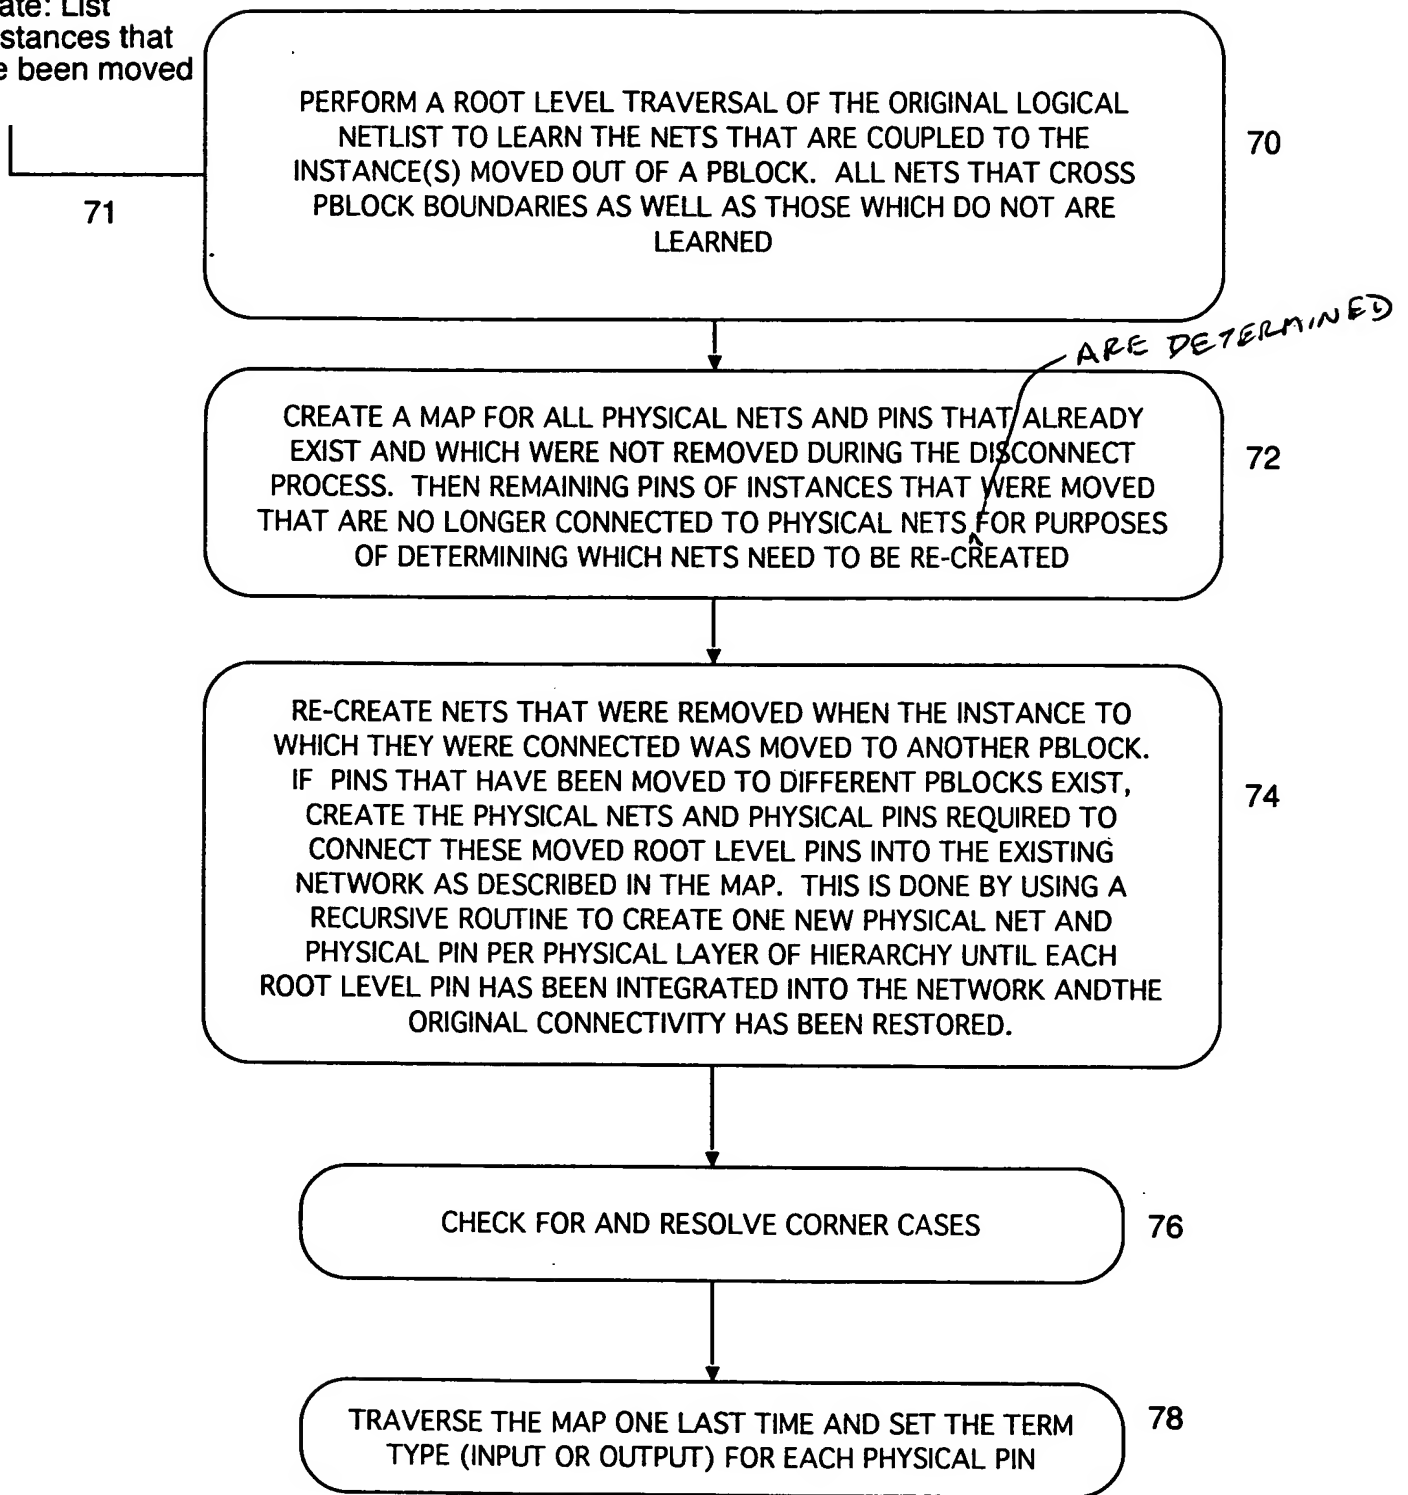 ate: List
stances that
e been moved
71
PERFORM A ROOT LEVEL TRAVERSAL OF THE ORIGINAL LOGICAL
NETLIST TO LEARN THE NETS THAT ARE COUPLED TO THE
INSTANCE(S) MOVED OUT OF A PBLOCK. ALL NETS THAT CROSS
PBLOCK BOUNDARIES AS WELL AS THOSE WHICH DO NOT ARE
LEARNED
70
ARE DETERMINED
CREATE A MAP FOR ALL PHYSICAL NETS AND PINS THAT ALREADY
EXIST AND WHICH WERE NOT REMOVED DURING THE DISCONNECT
PROCESS. THEN REMAINING PINS OF INSTANCES THAT WERE MOVED
THAT ARE NO LONGER CONNECTED TO PHYSICAL NETS FOR PURPOSES
OF DETERMINING WHICH NETS NEED TO BE RE-CREATED
72
RE-CREATE NETS THAT WERE REMOVED WHEN THE INSTANCE TO
WHICH THEY WERE CONNECTED WAS MOVED TO ANOTHER PBLOCK.
IF PINS THAT HAVE BEEN MOVED TO DIFFERENT PBLOCKS EXIST,
CREATE THE PHYSICAL NETS AND PHYSICAL PINS REQUIRED TO
CONNECT THESE MOVED ROOT LEVEL PINS INTO THE EXISTING
NETWORK AS DESCRIBED IN THE MAP. THIS IS DONE BY USING A
RECURSIVE ROUTINE TO CREATE ONE NEW PHYSICAL NET AND
PHYSICAL PIN PER PHYSICAL LAYER OF HIERARCHY UNTIL EACH
ROOT LEVEL PIN HAS BEEN INTEGRATED INTO THE NETWORK ANDTHE
ORIGINAL CONNECTIVITY HAS BEEN RESTORED.
74
CHECK FOR AND RESOLVE CORNER CASES
76
TRAVERSE THE MAP ONE LAST TIME AND SET THE TERM
TYPE (INPUT OR OUTPUT) FOR EACH PHYSICAL PIN
78